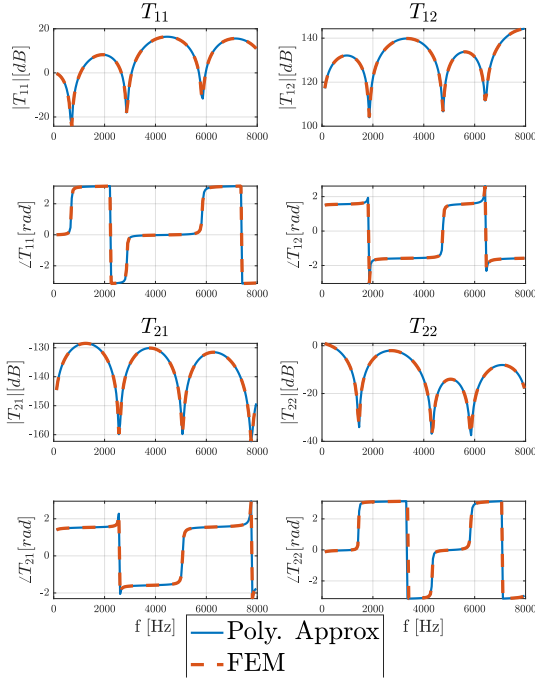 T11 T12
|T11|[dB] 20 0 -20
0 2000 4000 6000 8000
|T12|[dB] 140 120 100
0 2000 4000 6000 8000
∠T11[rad] 2 0 -2
0 2000 4000 6000 8000
∠T12[rad] 2 0 -2
0 2000 4000 6000 8000
T21 T22
|T21|[dB] -130 -140 -150 -160
0 2000 4000 6000 8000
|T22|[dB] 0 -20 -40
0 2000 4000 6000 8000
∠T21[rad] 2 0 -2
0 2000 4000 6000 8000
∠T22[rad] 2 0 -2
0 2000 4000 6000 8000
f [Hz] f [Hz]
Poly. Approx
FEM